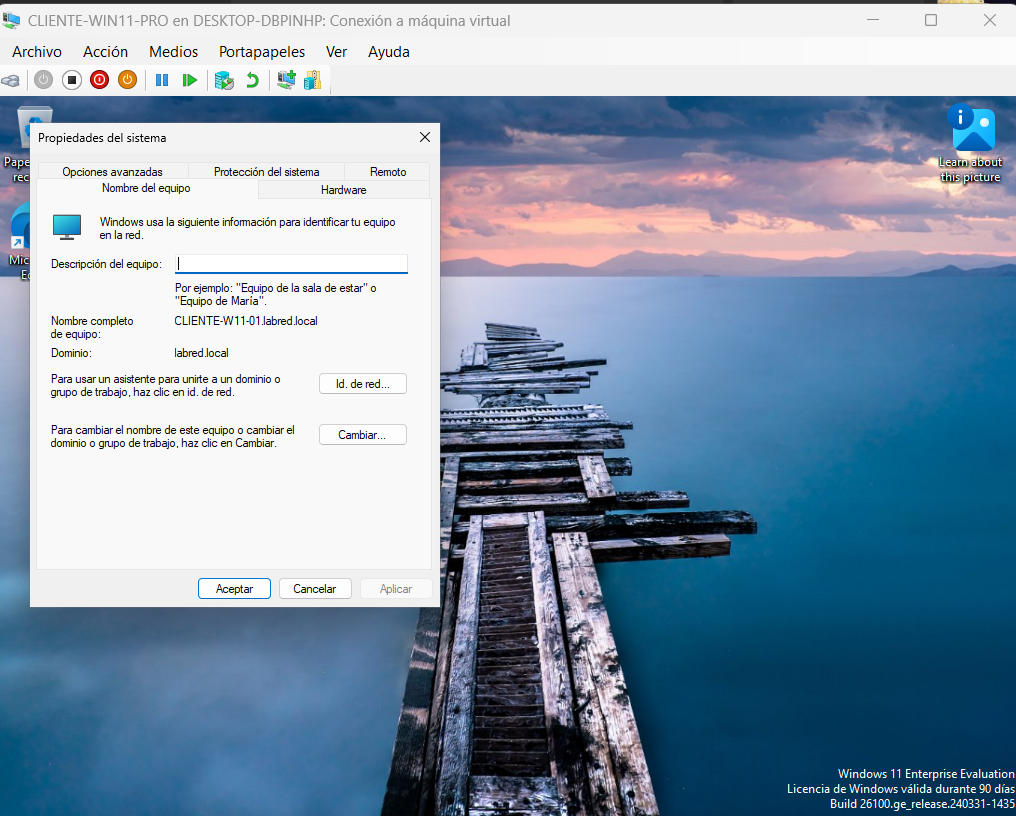 CLIENTE-WIN11-PRO en DESKTOP-DBPINHP: Conexión a máquina virtual
Archivo Acción Medios Portapapeles Ver Ayuda
Propiedades del sistema
Opciones avanzadas Protección del sistema Remoto
Nombre del equipo Hardware
Windows usa la siguiente información para identificar tu equipo
en la red.
Descripción del equipo:
Por ejemplo: "Equipo de la sala de estar" o
"Equipo de María".
Nombre completo
de equipo:
CLIENTE-W11-01.labred.local
Dominio: labred.local
Para usar un asistente para unirte a un dominio o
grupo de trabajo, haz clic en id. de red.
Id. de red...
Para cambiar el nombre de este equipo o cambiar el
dominio o grupo de trabajo, haz clic en Cambiar.
Cambiar...
Aceptar Cancelar Aplicar
Learn about
this picture
Windows 11 Enterprise Evaluation
Licencia de Windows válida durante 90 días
Build 26100.ge_release.240331-1435